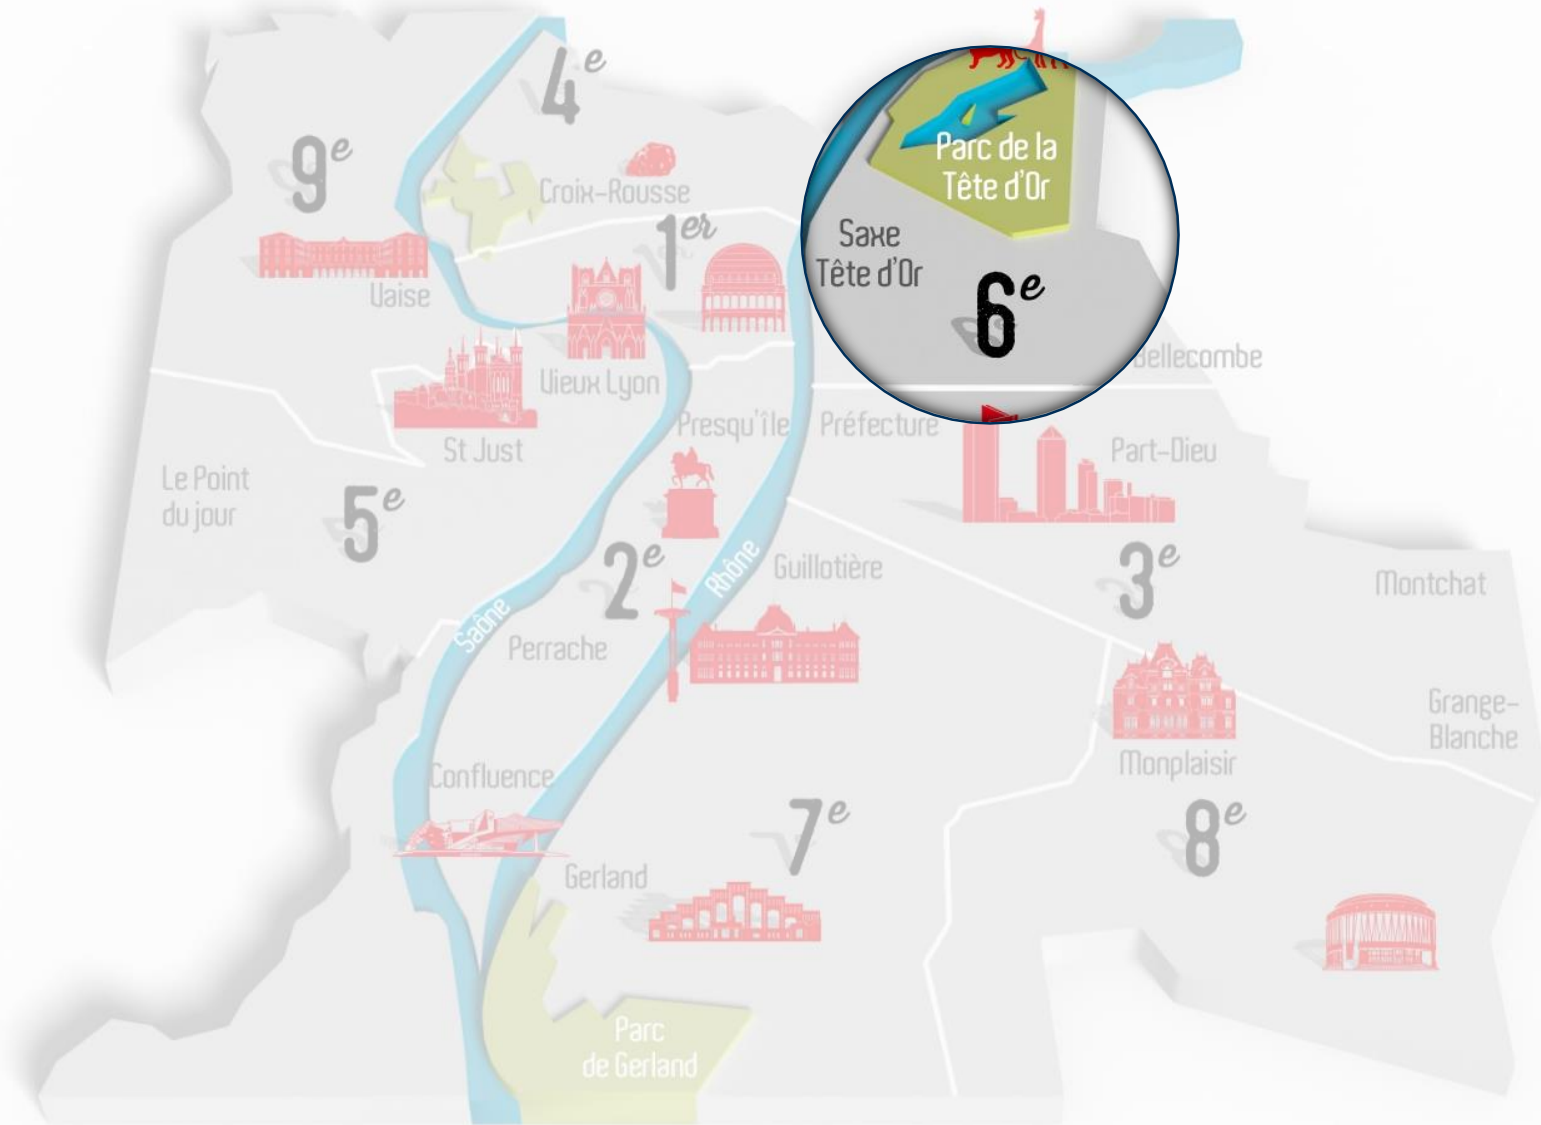 4e
9e
Croix-Rousse
1er
Parc de la
Tête d'Or
Saxe
Tête d'Or
6e
Vaise
Vieux Lyon
Bellecombe
St Just
Presqu'île
Préfecture
Part-Dieu
Le Point
du jour
5e
2e
Rhône
Guillotière
3e
Montchat
Saône
Perrache
Grange-
Blanche
Confluence
Monplaisir
7e
8e
Gerland
Parc
de Gerland